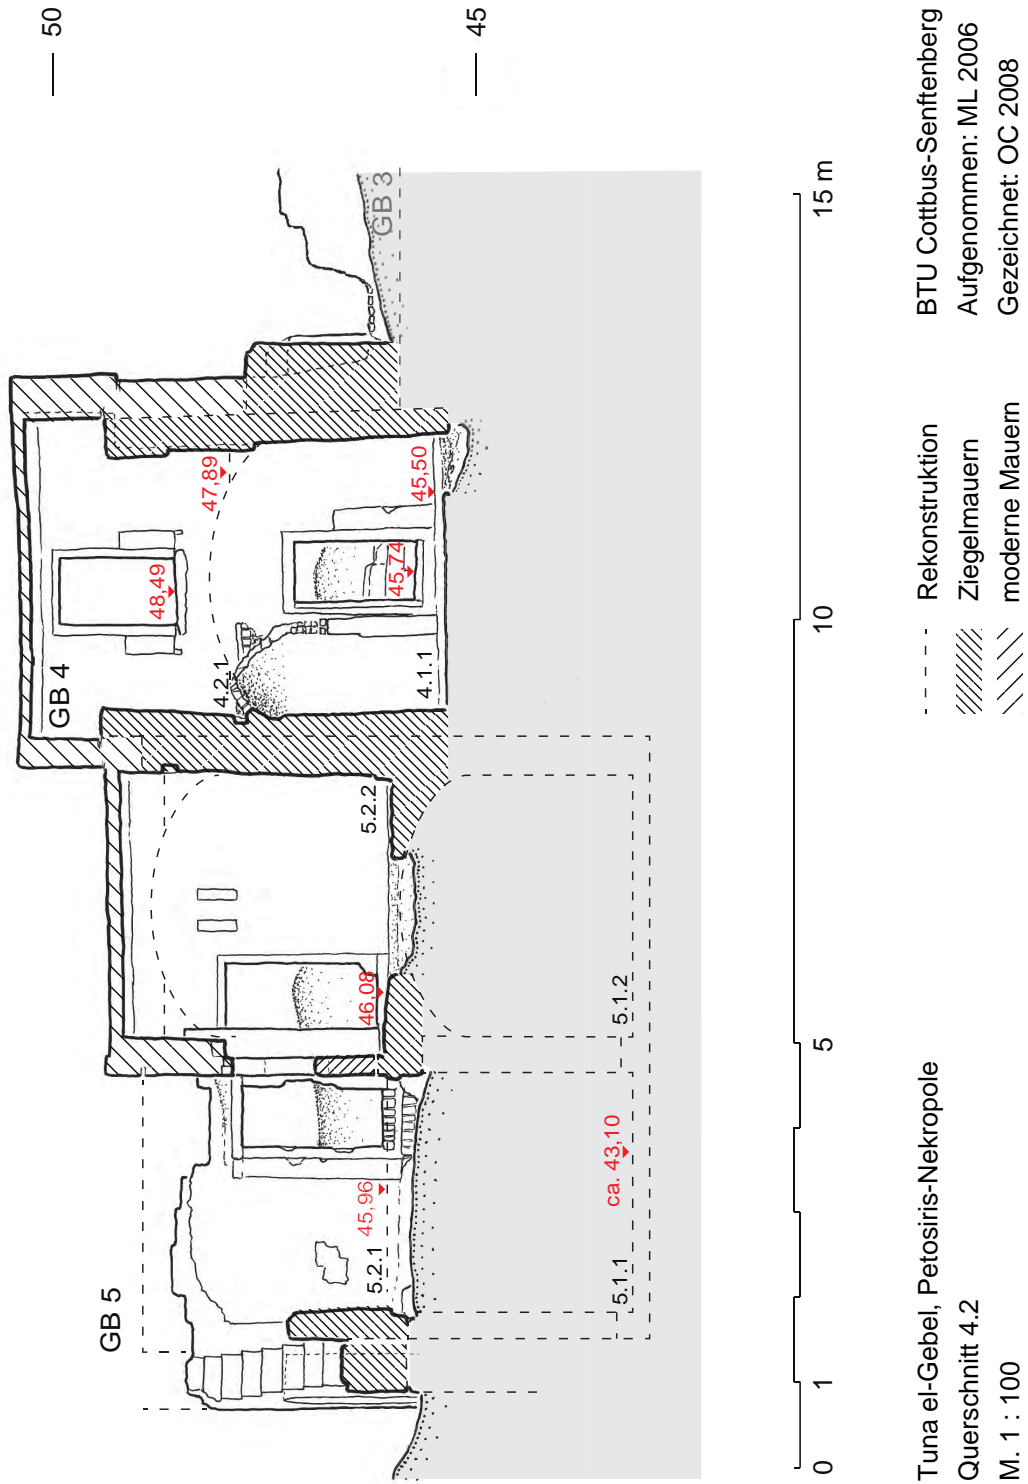 50
45
GB 5
GB 4
GB 3
48,49
47,89
4.2.1
45,50
45,74
4.1.1
5.2.2
46,08
45,96
5.2.1
5.1.2
ca. 43,10
5.1.1
0
1
5
10
15 m
Tuna el-Gebel, Petosiris-Nekropole
Querschnitt 4.2
M. 1 : 100
Rekonstruktion
Ziegelmauern
moderne Mauern
BTU Cottbus-Senftenberg
Aufgenommen: ML 2006
Gezeichnet: OC 2008